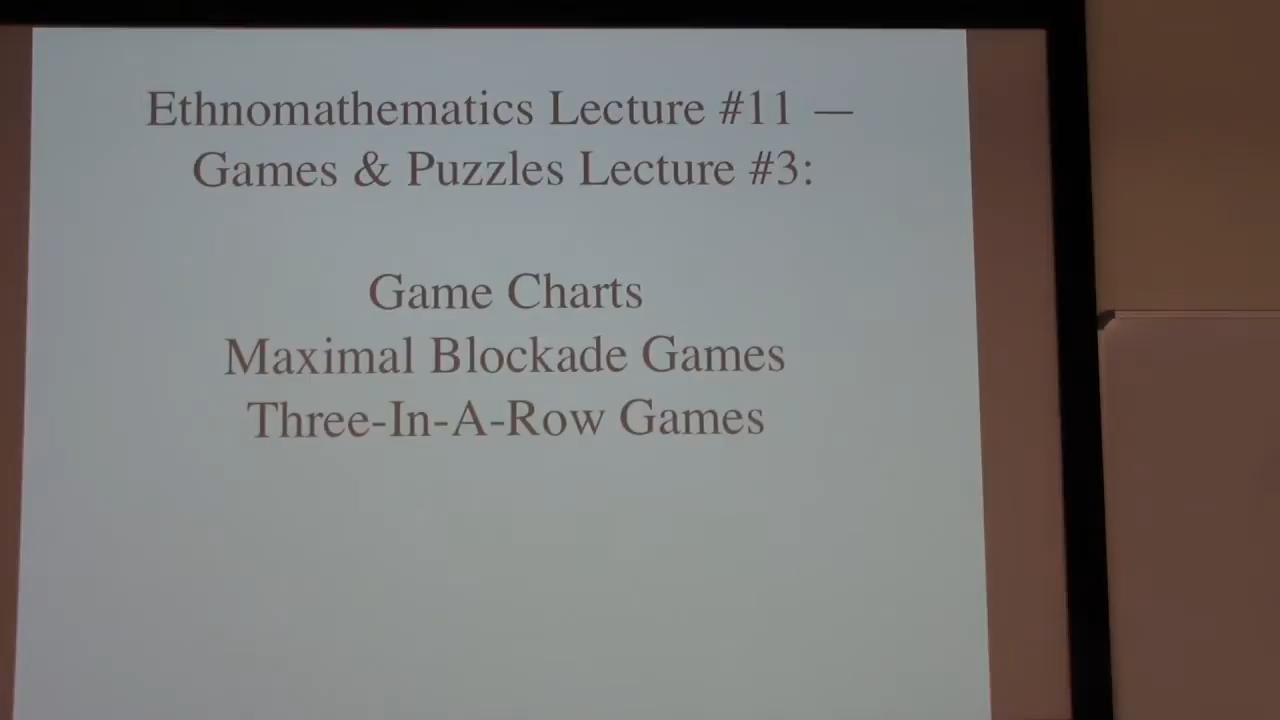 Ethnomathematics Lecture #11 —
Games & Puzzles Lecture #3:
Game Charts
Maximal Blockade Games
Three-In-A-Row Games